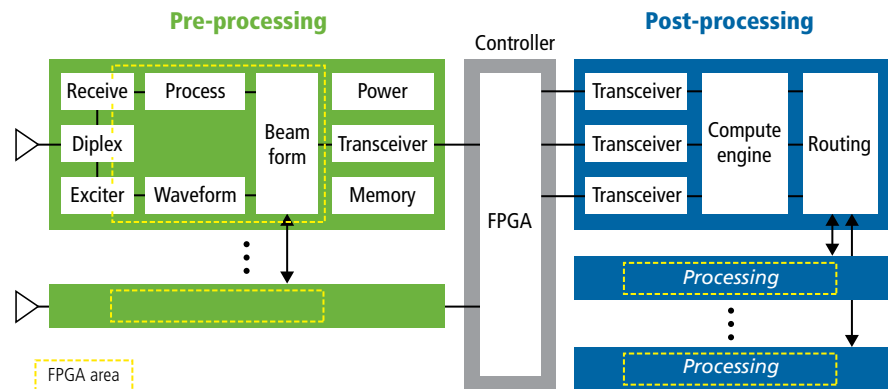 Pre-processing
Post-processing
Controller
Receive
Process
Power
Diplex
Beam
form
Transceiver
Exciter
Waveform
Memory
FPGA
Transceiver
Transceiver
Transceiver
Compute
engine
Routing
Processing
Processing
FPGA area